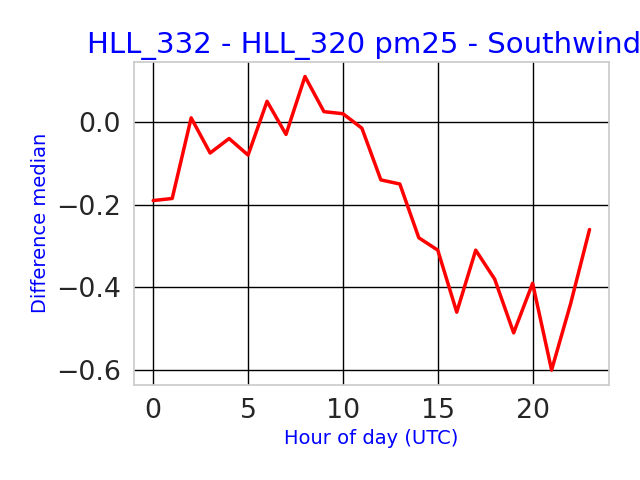 HLL_332 - HLL_320 pm25 - Southwind
Difference median
0.0
−0.2
−0.4
−0.6
0 5 10 15 20
Hour of day (UTC)